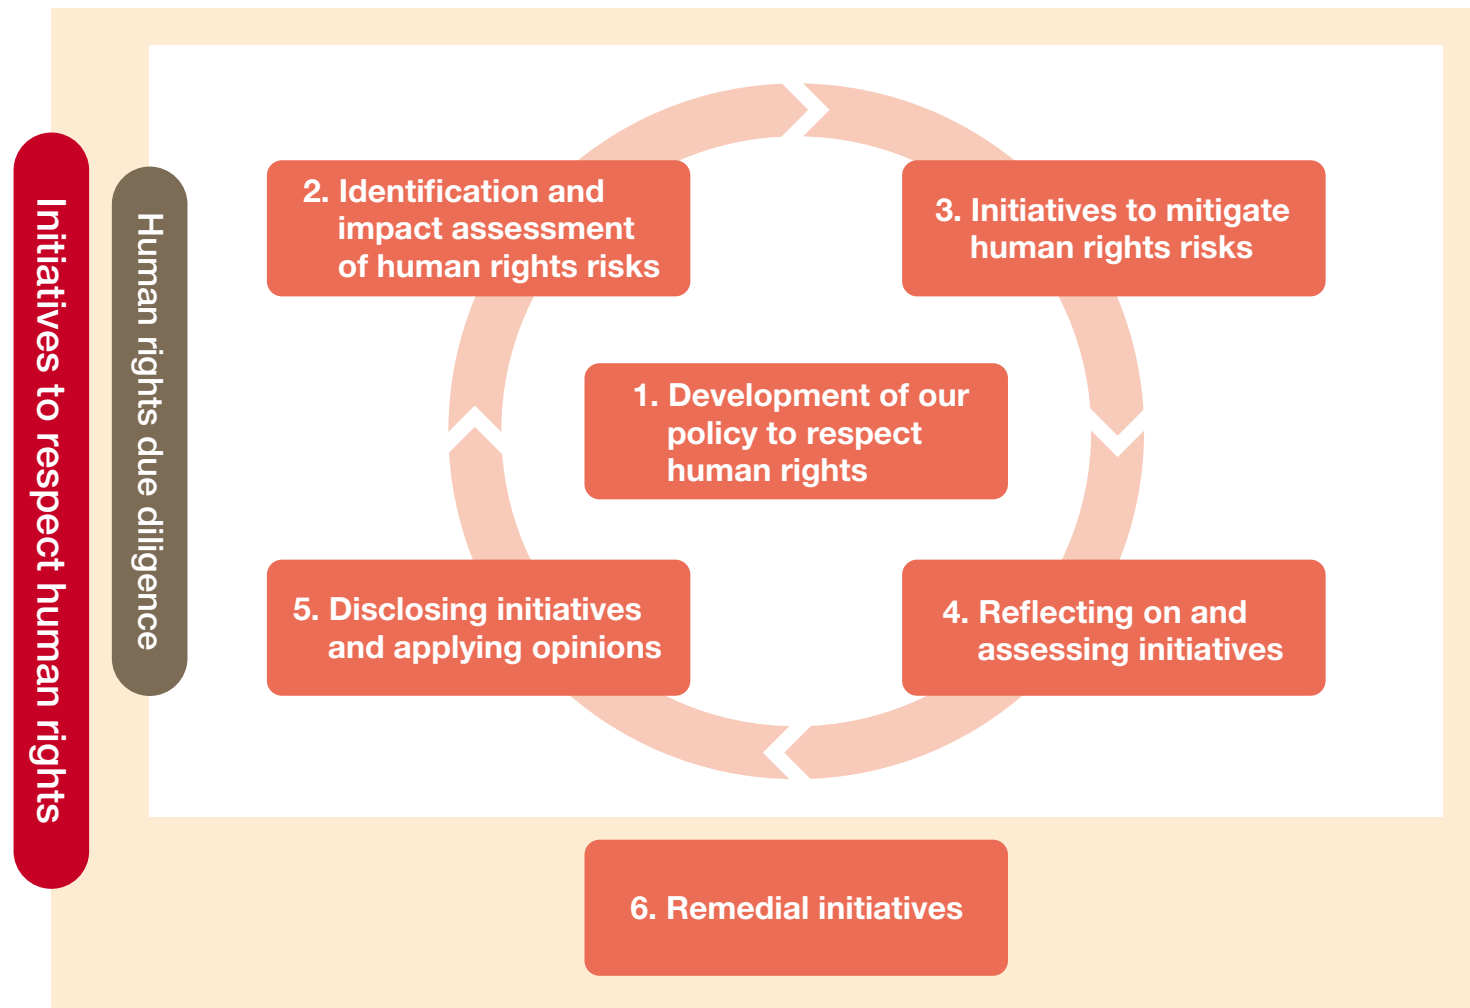 Initiatives to respect human rights
Human rights due diligence
2. Identification and
impact assessment
of human rights risks
3. Initiatives to mitigate
human rights risks
1. Development of our
policy to respect
human rights
5. Disclosing initiatives
and applying opinions
4. Reflecting on and
assessing initiatives
6. Remedial initiatives